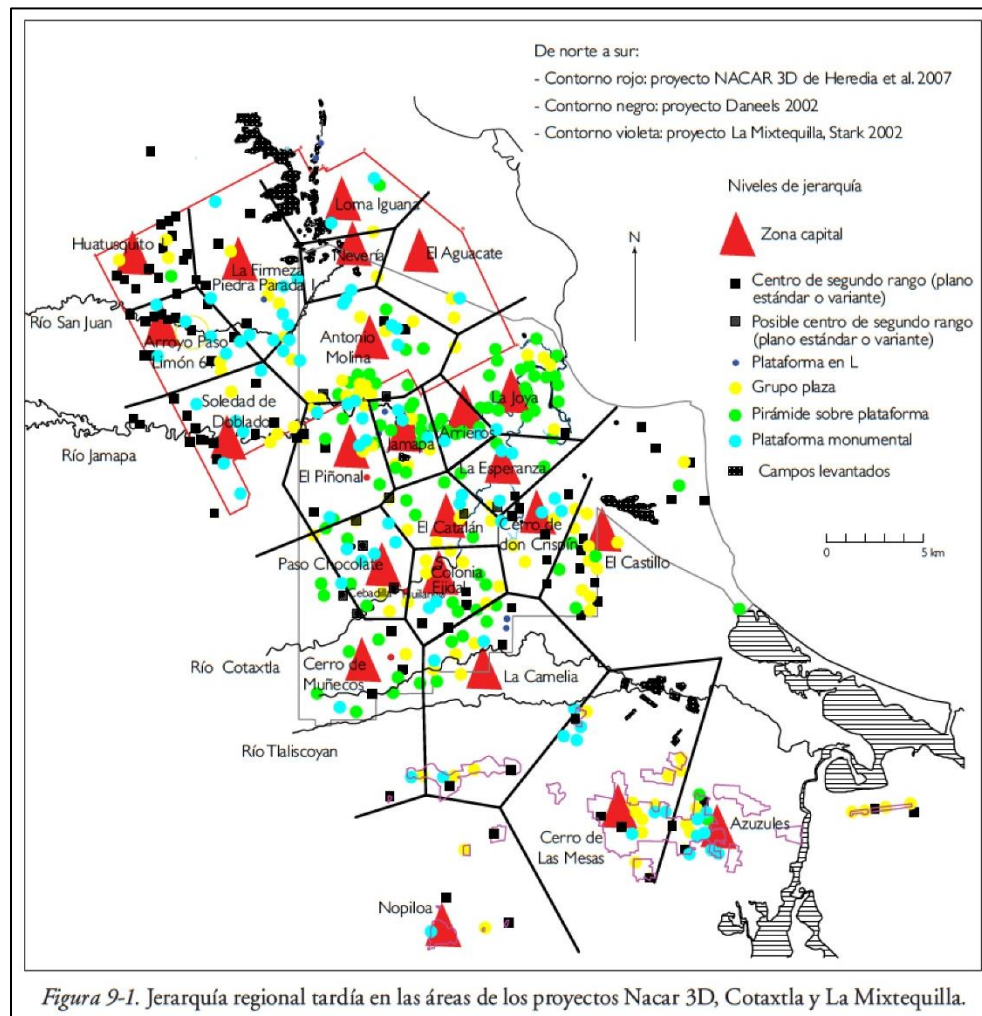 De norte a sur:
- Contorno rojo: proyecto NACAR 3D de Heredia et al. 2007
- Contorno negro: proyecto Daneels 2002
- Contorno violeta: proyecto La Mixtequilla, Stark 2002
Niveles de jerarquía
Zona capital
Centro de segundo rango (plano
estándar o variante)
Posible centro de segundo rango
(plano estándar o variante)
Plataforma en L
Grupo plaza
Pirámide sobre plataforma
Plataforma monumental
Campos levantados
N
0 5 km
Loma Iguana
Huatusquito
La Firmeza
Piedra Parada 1
Nevería
El Aguacate
Río San Juan
Arroyo Paso
Limón 6
Antonio
Molina
Soledad de
Doblado
La Joya
Jamapa
Arrieros
Río Jamapa
El Piñonal
La Esperanza
El Catalán
Cerro de
don Crispín
El Castillo
Paso Chocolate
Colonia
Ejidal
Río Cotaxtla
Cerro de
Muñecos
La Camelia
Río Tlaliscoyan
Cerro de
Las Mesas
Azuzules
Nopiloa
Figura 9-1. Jerarquía regional tardía en las áreas de los proyectos Nacar 3D, Cotaxtla y La Mixtequilla.